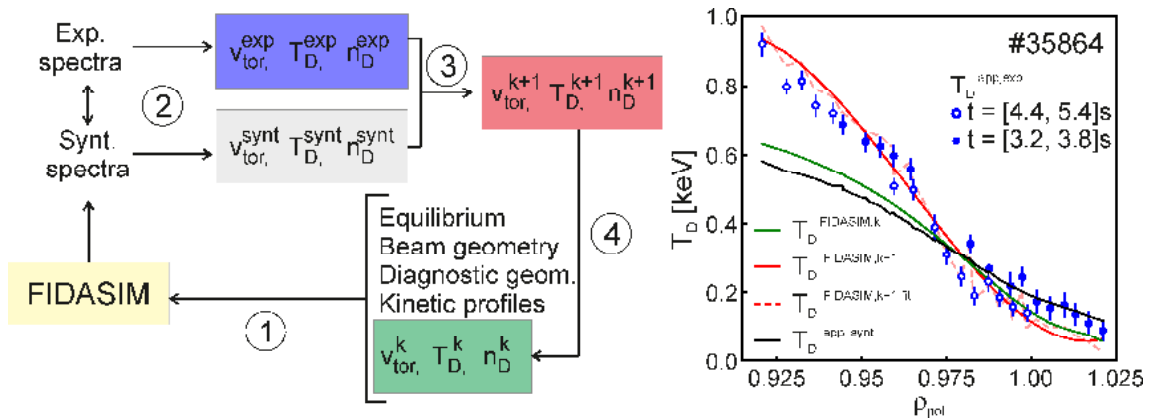 Exp.
spectra
v_tor,^exp T_D,^exp n_D^exp
②
③
v_tor,^k+1 T_D,^k+1 n_D^k+1
Synt.
spectra
v_tor,^synt T_D,^synt n_D^synt
Equilibrium
Beam geometry
Diagnostic geom.
Kinetic profiles
④
FIDASIM
①
v_tor,^k T_D,^k n_D^k
#35864
T_D^app,exp
t = [4.4, 5.4]s
t = [3.2, 3.8]s
T_D [keV]
1.0
0.8
0.6
0.4
0.2
0.0
T_D^FIDASIM,k
T_D^FIDASIM,k+1
T_D^FIDASIM,k+1 fit
T_D^app, synt
0.925 0.95 0.975 1.00 1.025
ρ_pol